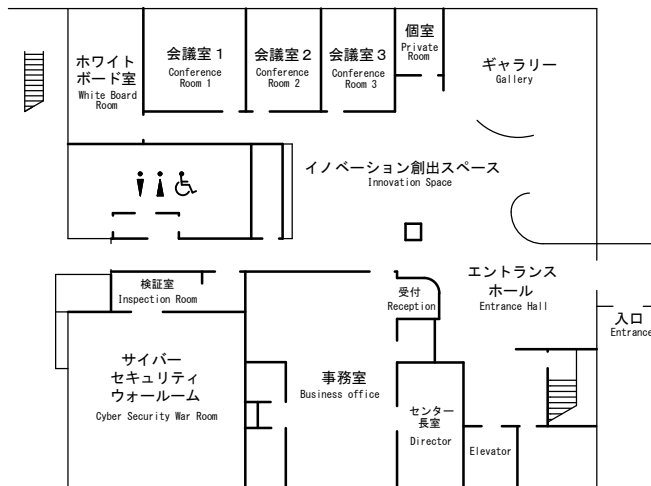 ホワイト
ボード室
White Board
Room
会議室１
Conference
Room 1
会議室２
Conference
Room 2
会議室３
Conference
Room 3
個室
Private
Room
ギャラリー
Gallery
イノベーション創出スペース
Innovation Space
検証室
Inspection Room
受付
Reception
エントランス
ホール
Entrance Hall
入口
Entrance
サイバー
セキュリティ
ウォールーム
Cyber Security War Room
事務室
Business office
センター
長室
Director
Elevator